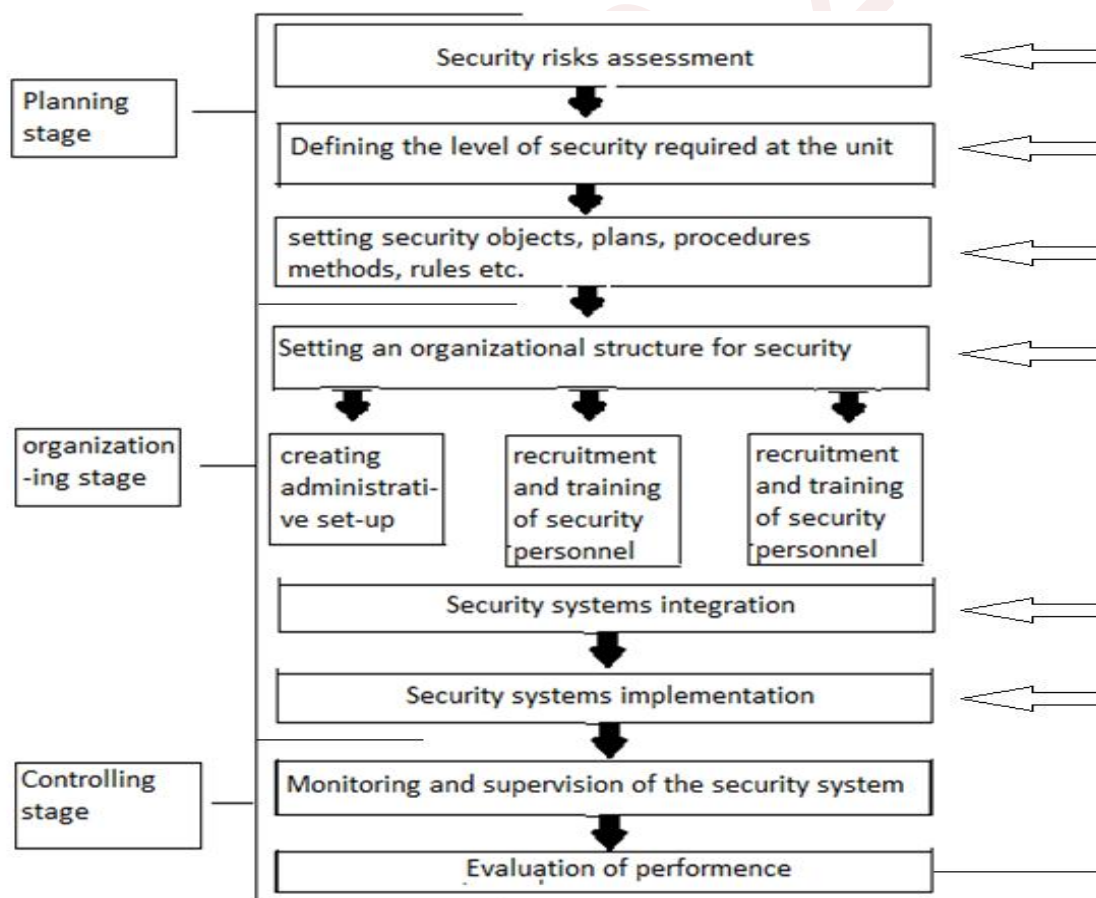 Security risks assessment
Planning
stage
Defining the level of security required at the unit
setting security objects, plans, procedures
methods, rules etc.
Setting an organizational structure for security
organization
-ing stage
creating
administrati-
ve set-up
recruitment
and training
of security
personnel
recruitment
and training
of security
personnel
Security systems integration
Security systems implementation
Controlling
stage
Monitoring and supervision of the security system
Evaluation of performence